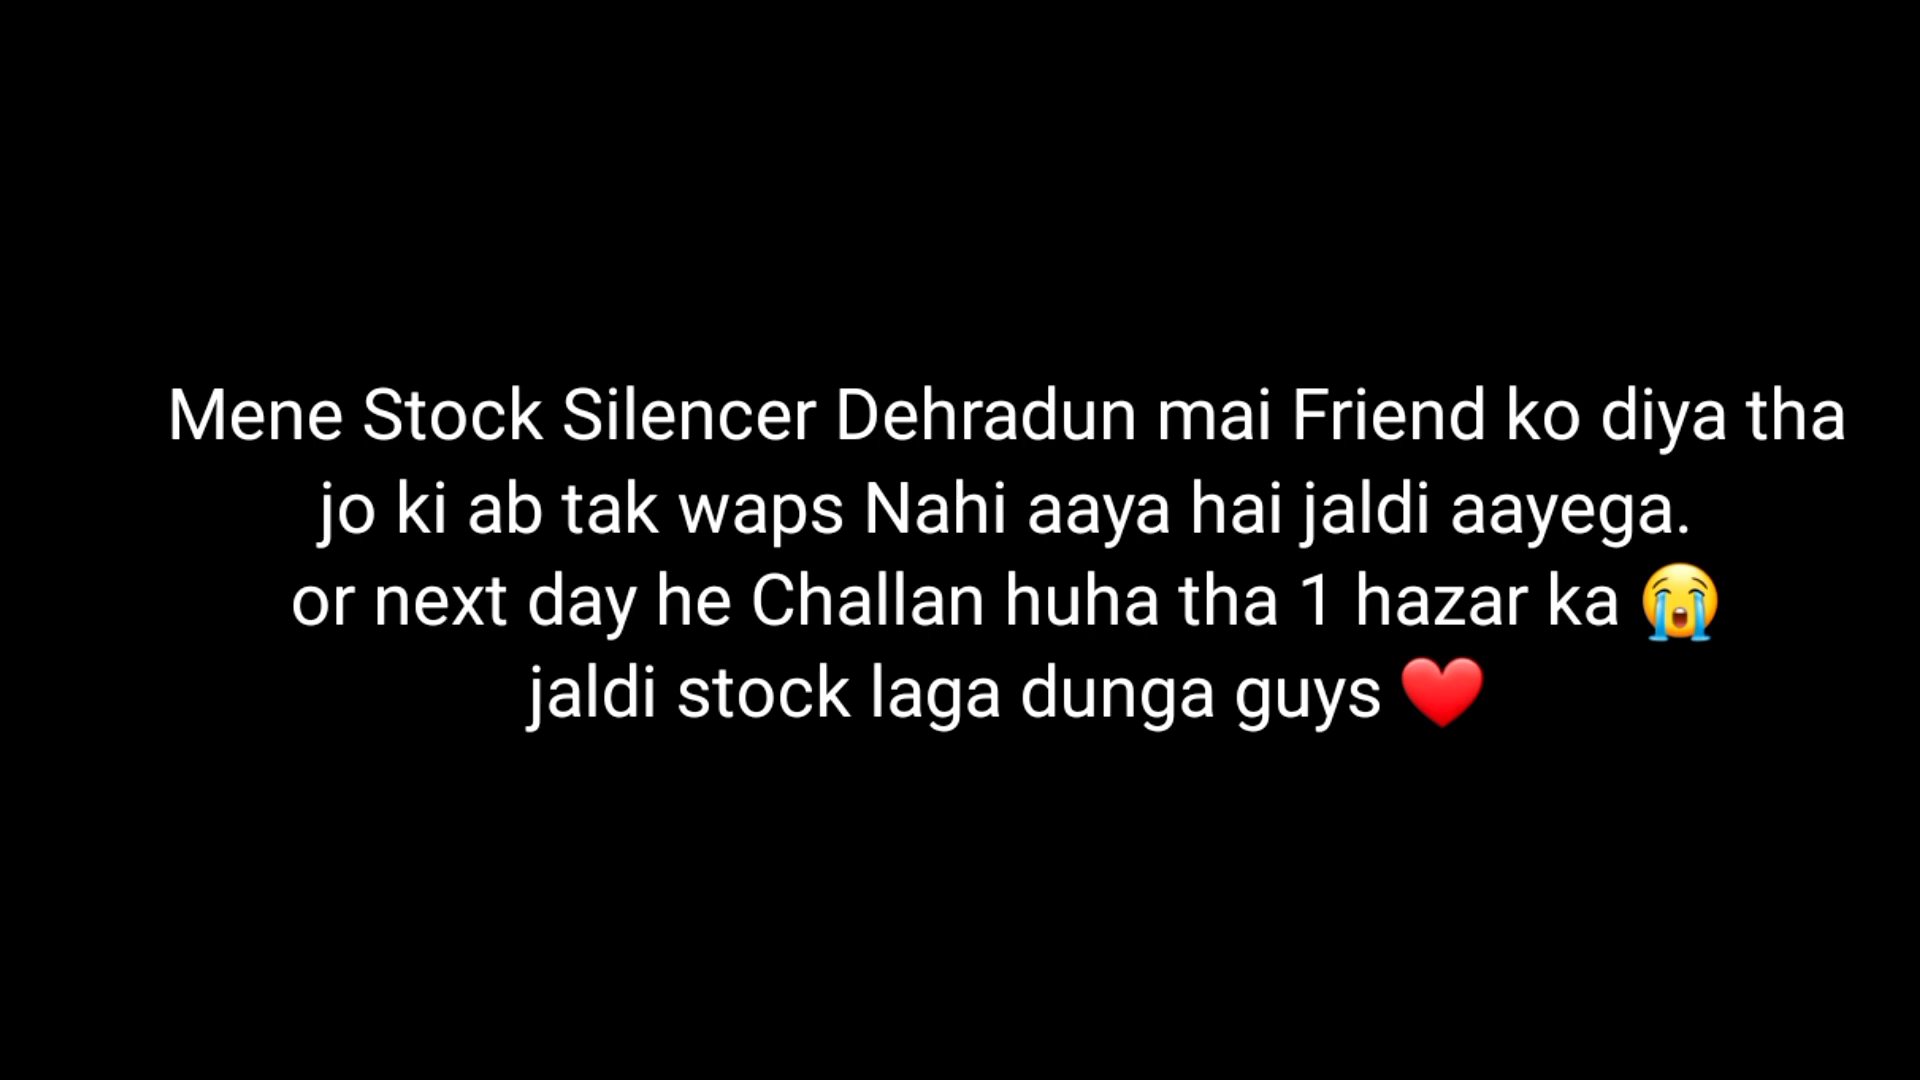 Mene Stock Silencer Dehradun mai Friend ko diya tha
jo ki ab tak waps Nahi aaya hai jaldi aayega.
or next day he Challan huha tha 1 hazar ka 😭
jaldi stock laga dunga guys ❤️